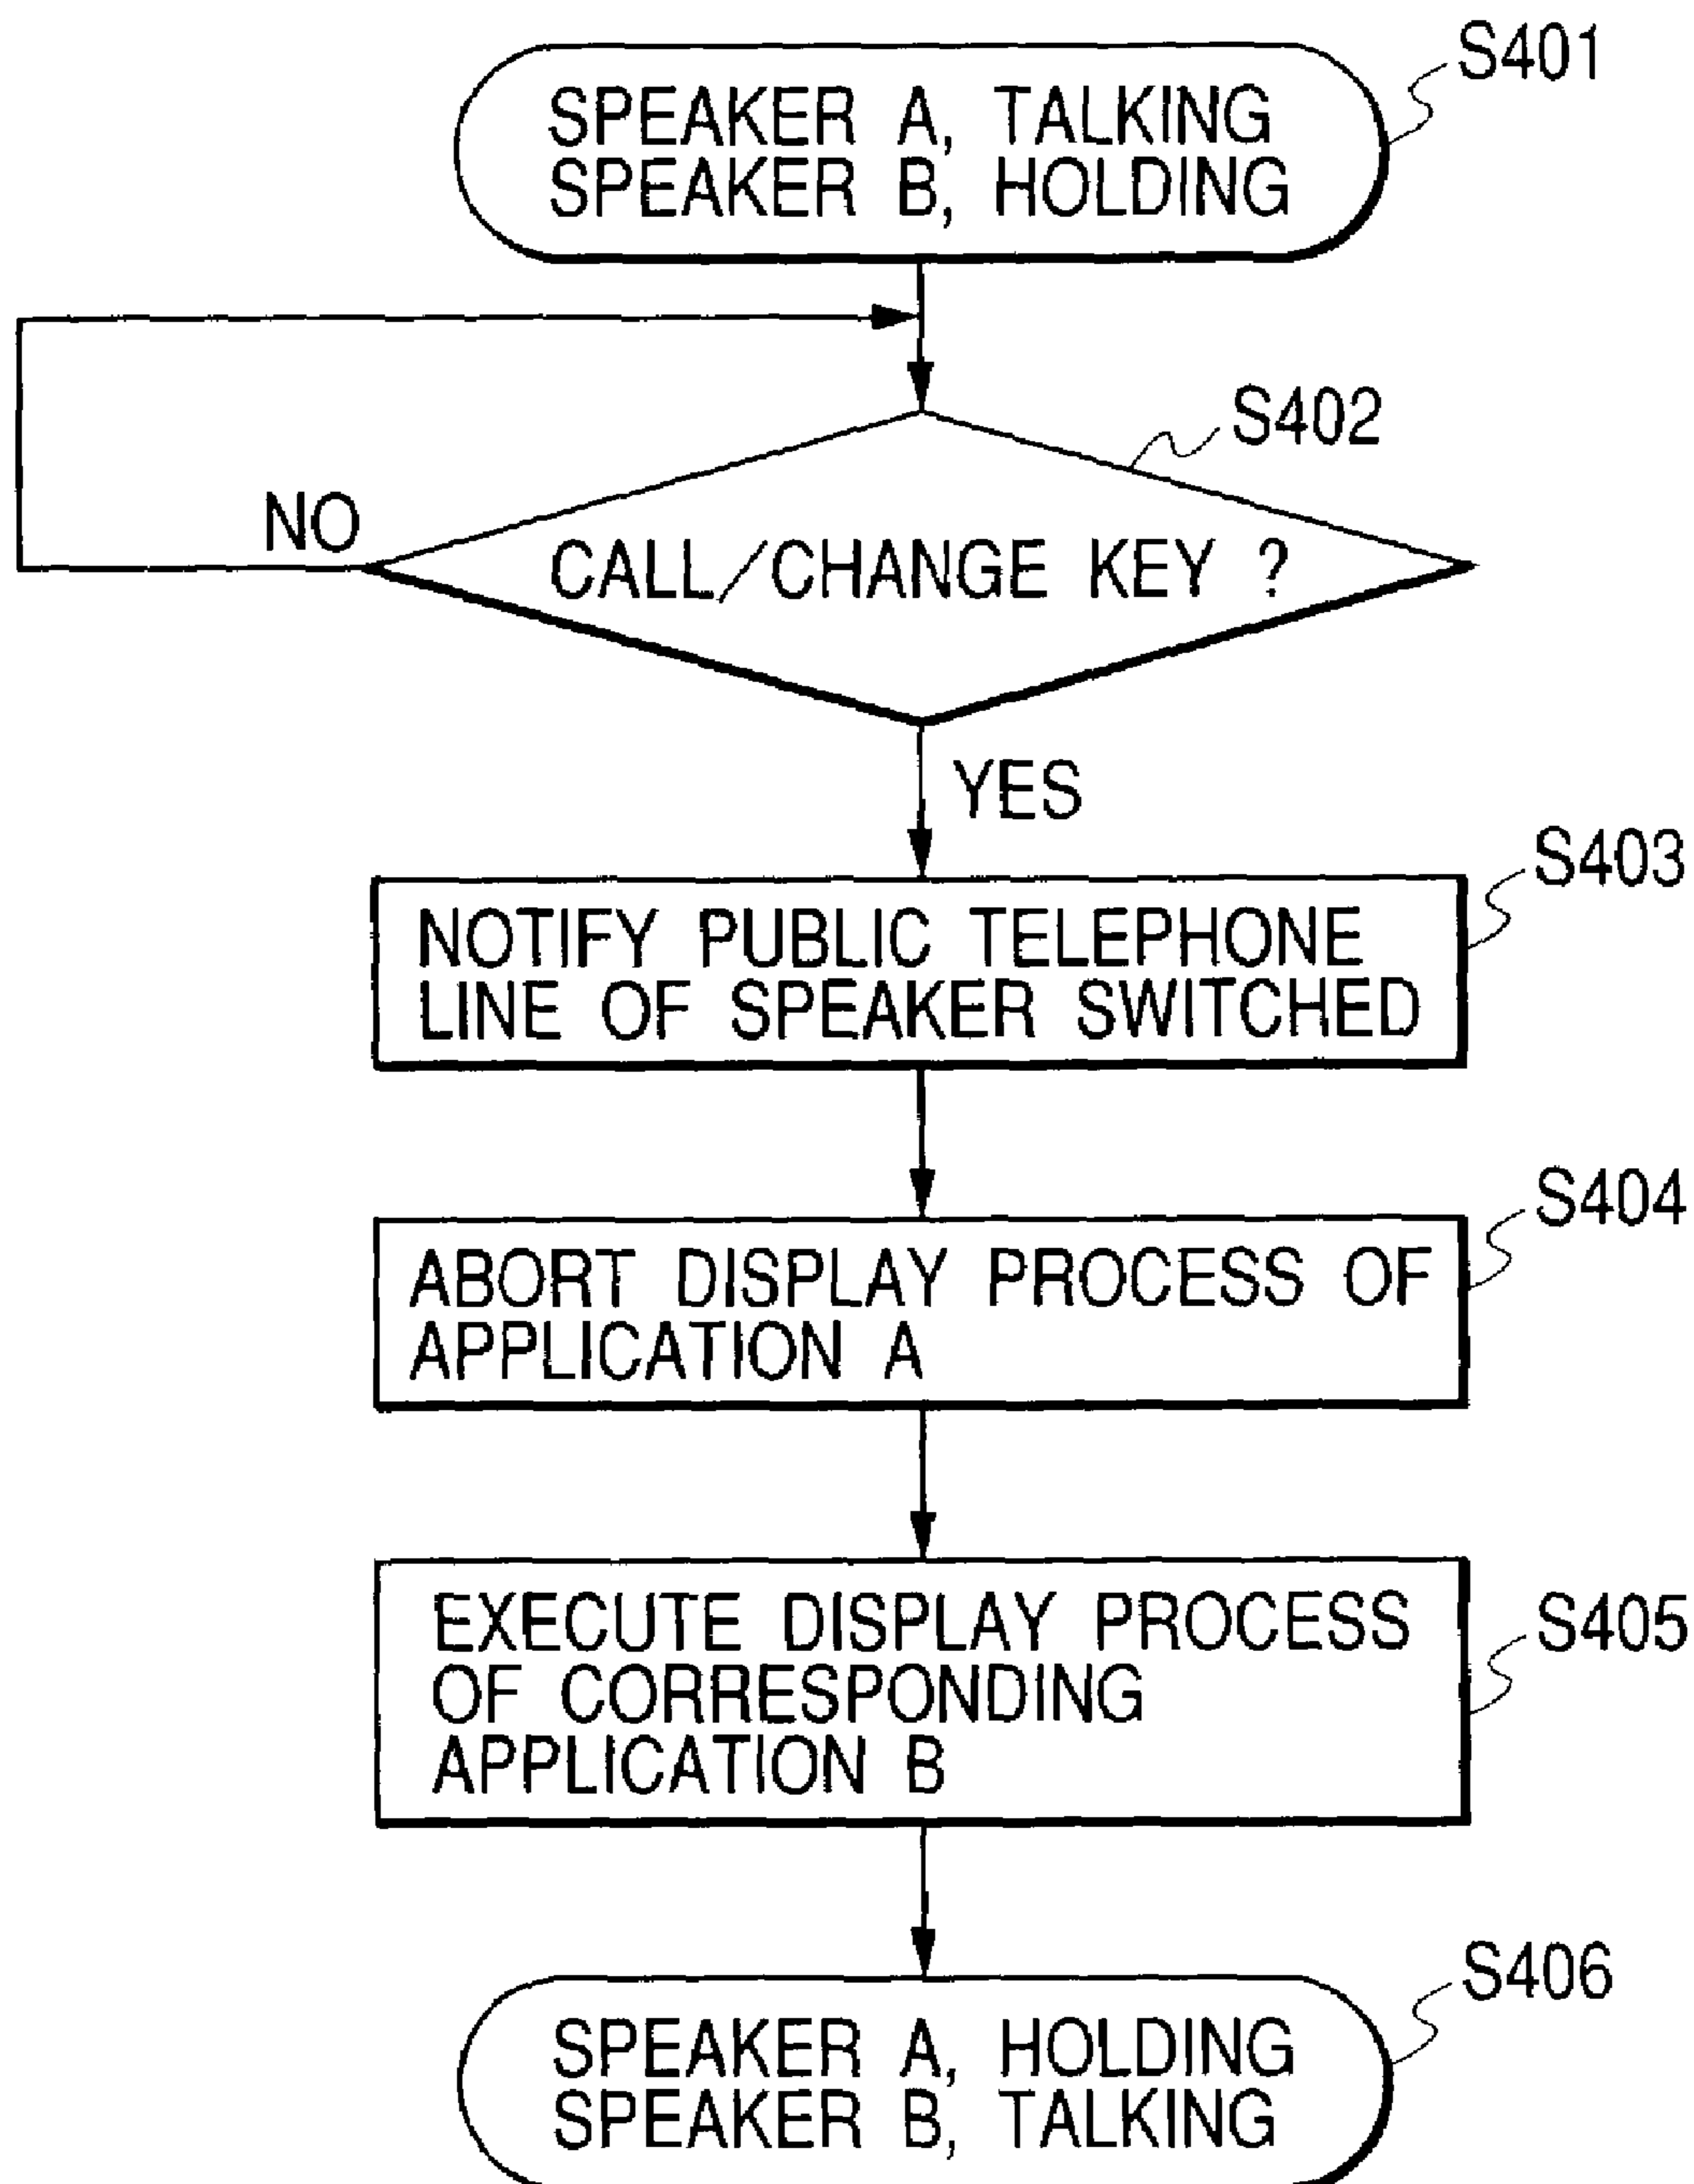 S401
SPEAKER A, TALKING
SPEAKER B, HOLDING
S402
NO
CALL/CHANGE KEY ?
YES
S403
NOTIFY PUBLIC TELEPHONE
LINE OF SPEAKER SWITCHED
S404
ABORT DISPLAY PROCESS OF
APPLICATION A
S405
EXECUTE DISPLAY PROCESS
OF CORRESPONDING
APPLICATION B
S406
SPEAKER A, HOLDING
SPEAKER B, TALKING